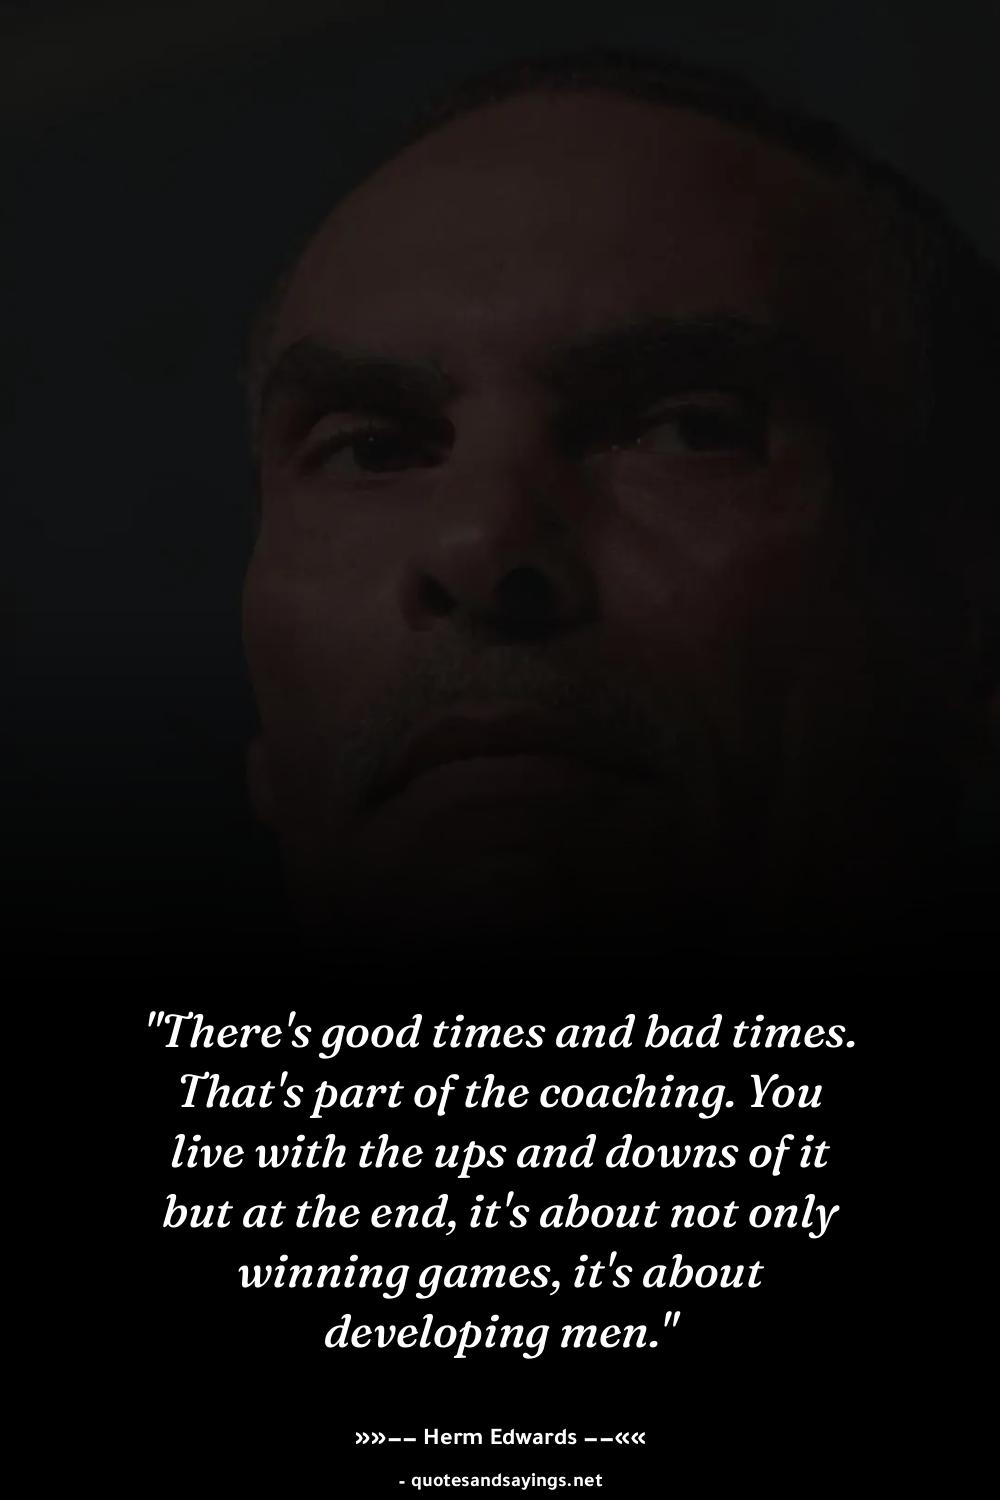 "There's good times and bad times.
That's part of the coaching. You
live with the ups and downs of it
but at the end, it's about not only
winning games, it's about
developing men."
»»−− Herm Edwards −−««
- quotesandsayings.net